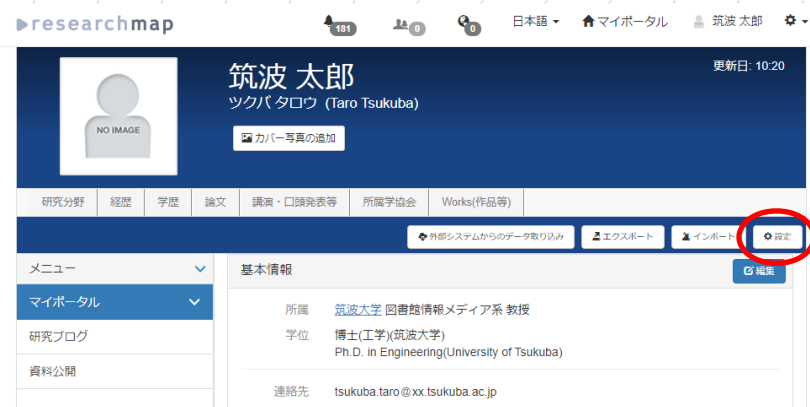 researchmap 181 0 0 日本語 マイポータル 筑波 太郎
筑波 太郎
更新日: 10:20
ツクバ タロウ (Taro Tsukuba)
NO IMAGE
カバー写真の追加
研究分野 経歴 学歴 論文 講演・口頭発表等 所属学協会 Works(作品等)
外部システムからのデータ取り込み エクスポート インポート 設定
メニュー
基本情報 編集
マイポータル
所属 筑波大学 図書館情報メディア系 教授
研究ブログ
学位 博士(工学)(筑波大学)
Ph.D. in Engineering(University of Tsukuba)
資料公開
連絡先 tsukuba.taro@xx.tsukuba.ac.jp